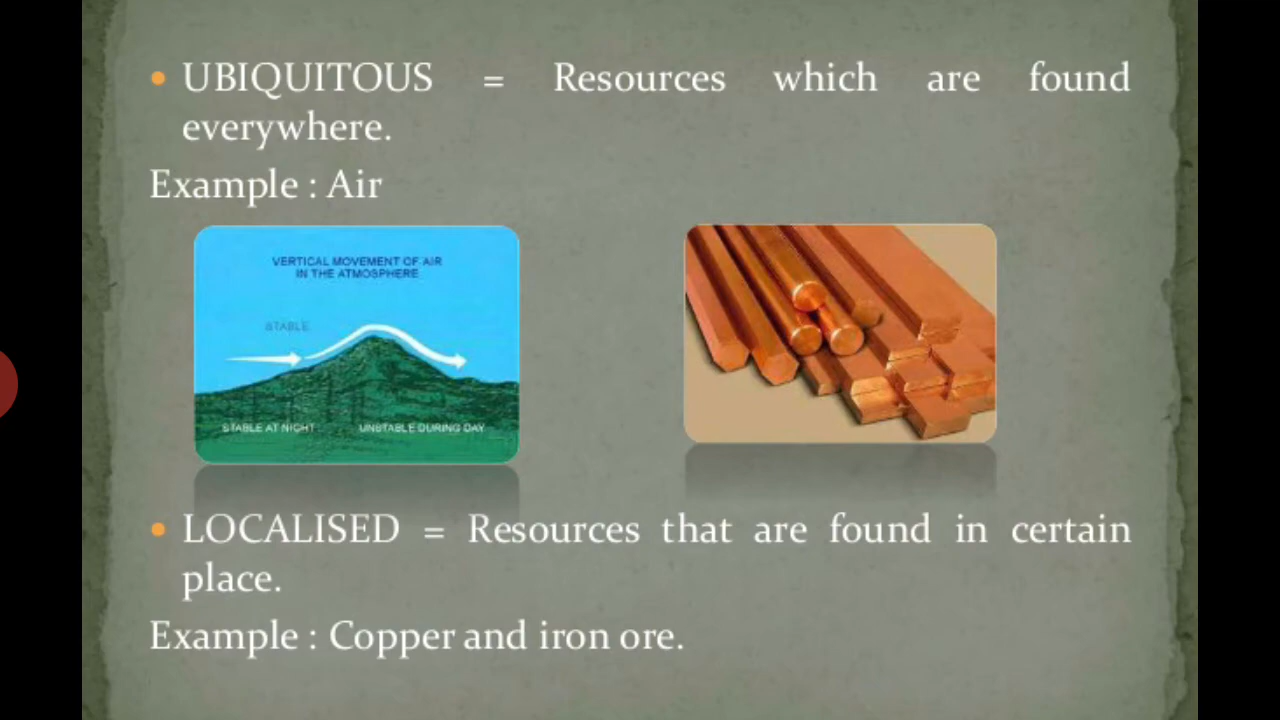 UBIQUITOUS = Resources which are found
everywhere.
Example : Air
VERTICAL MOVEMENT OF AIR
IN THE ATMOSPHERE
STABLE
STABLE AT NIGHT
UNSTABLE DURING DAY
LOCALISED = Resources that are found in certain
place.
Example : Copper and iron ore.